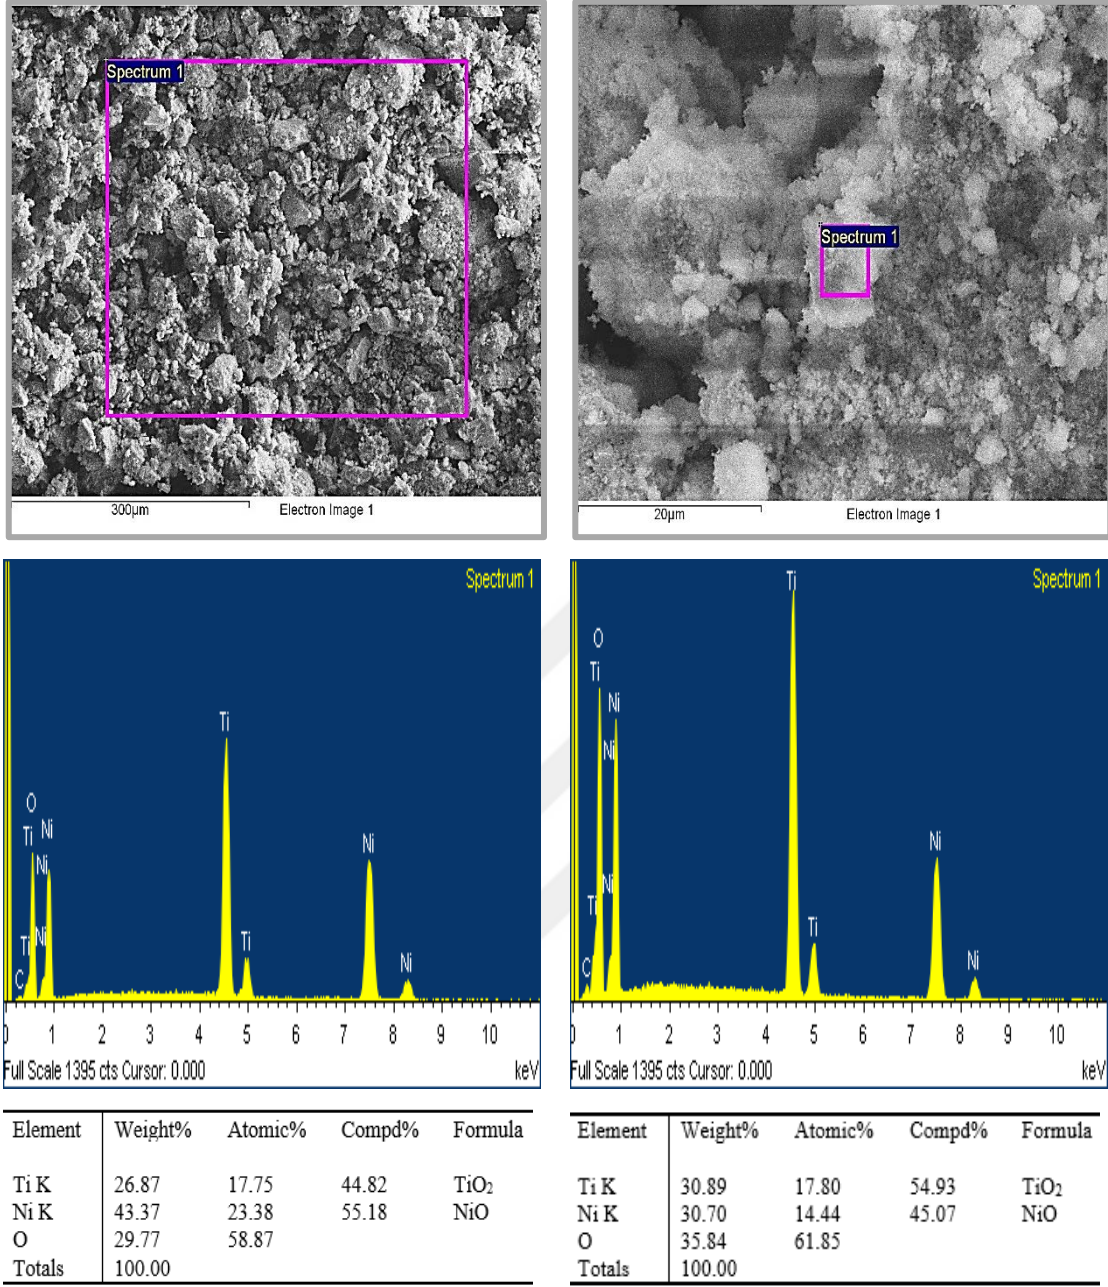 Spectrum 1
300µm Electron Image 1
Spectrum 1
20µm Electron Image 1
Spectrum 1
Ti
O
Ti Ni
Ni Ni
Ti Ni Ti
C Ni
0 1 2 3 4 5 6 7 8 9 10
Full Scale 1395 cts Cursor: 0.000 keV
Spectrum 1
Ti
O
Ti
Ni
Ni
Ni
Ti Ni
Ti
C Ni
0 1 2 3 4 5 6 7 8 9 10
Full Scale 1395 cts Cursor: 0.000 keV
Element Weight% Atomic% Compd% Formula
Ti K 26.87 17.75 44.82 TiO₂
Ni K 43.37 23.38 55.18 NiO
O 29.77 58.87
Totals 100.00
Element Weight% Atomic% Compd% Formula
Ti K 30.89 17.80 54.93 TiO₂
Ni K 30.70 14.44 45.07 NiO
O 35.84 61.85
Totals 100.00